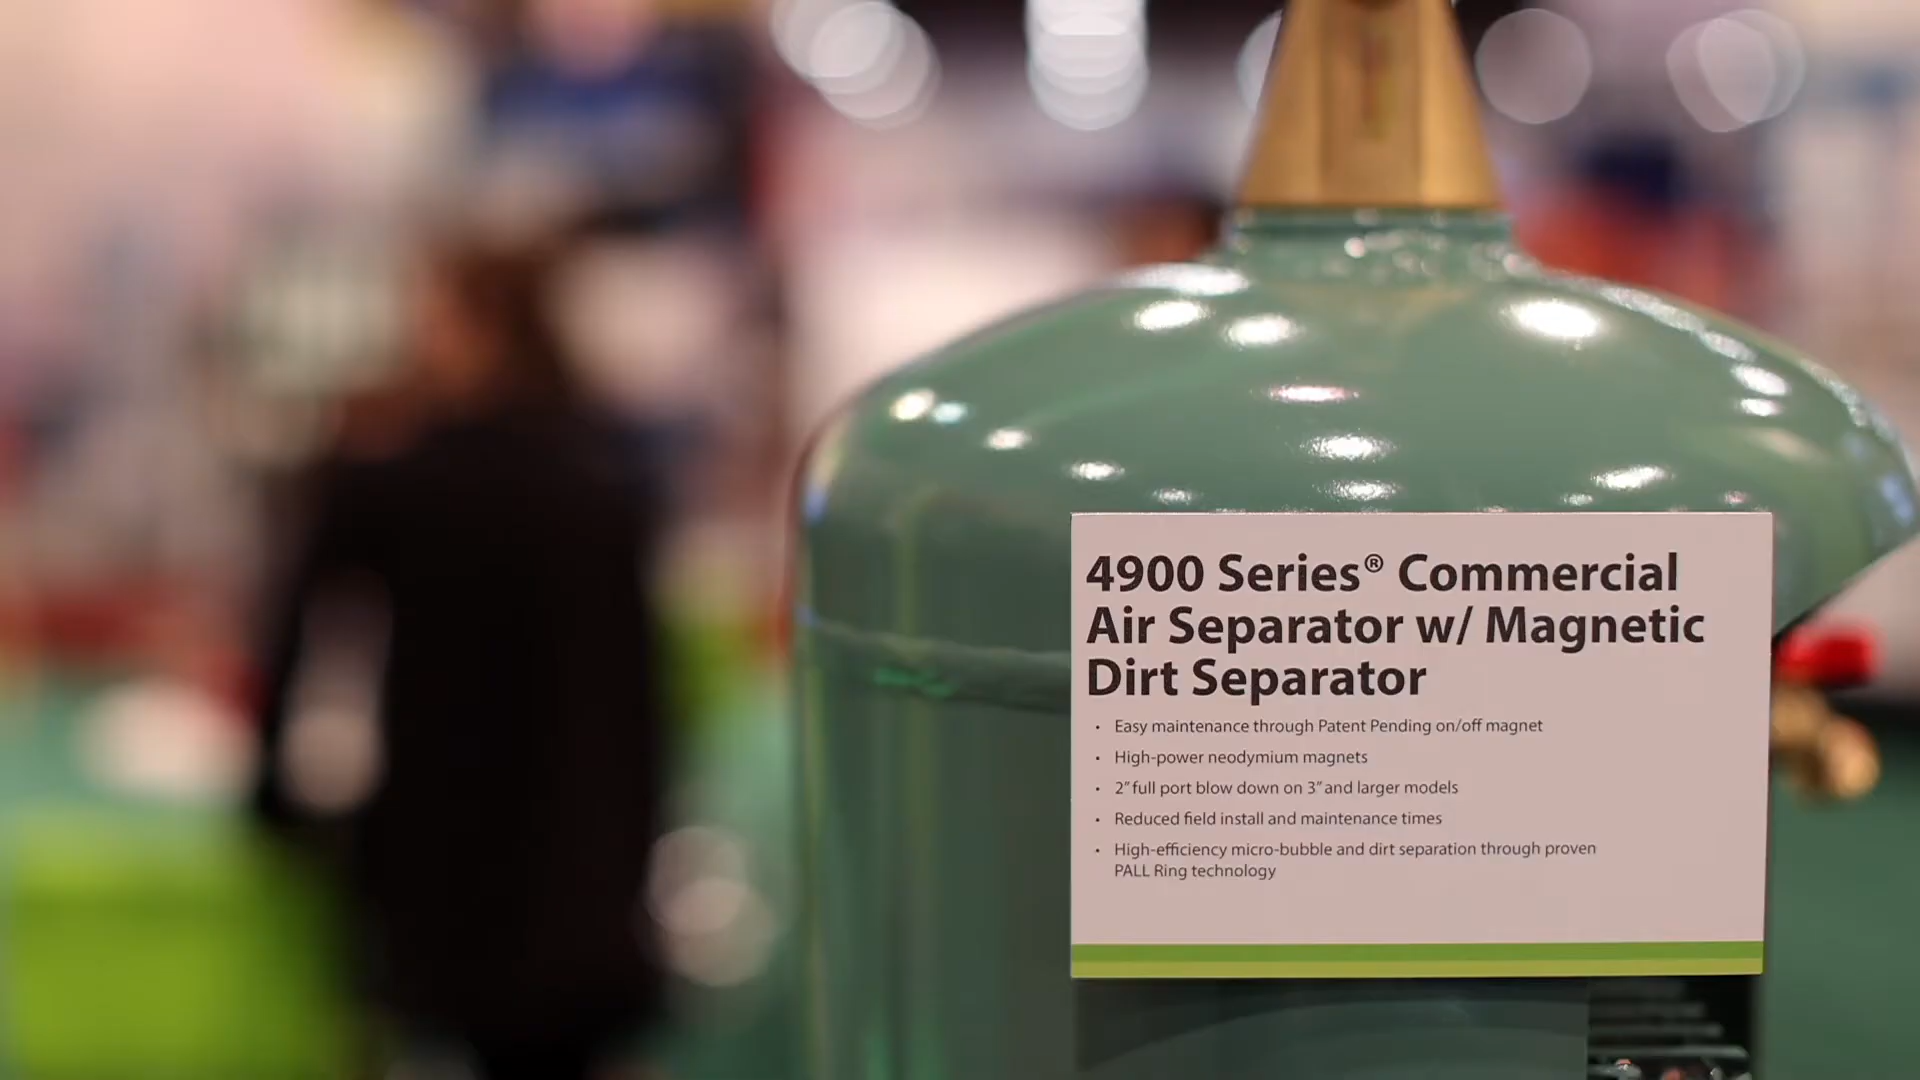 4900 Series® Commercial
Air Separator w/ Magnetic
Dirt Separator
• Easy maintenance through Patent Pending on/off magnet
• High-power neodymium magnets
• 2" full port blow down on 3" and larger models
• Reduced field install and maintenance times
• High-efficiency micro-bubble and dirt separation through proven
PALL Ring technology